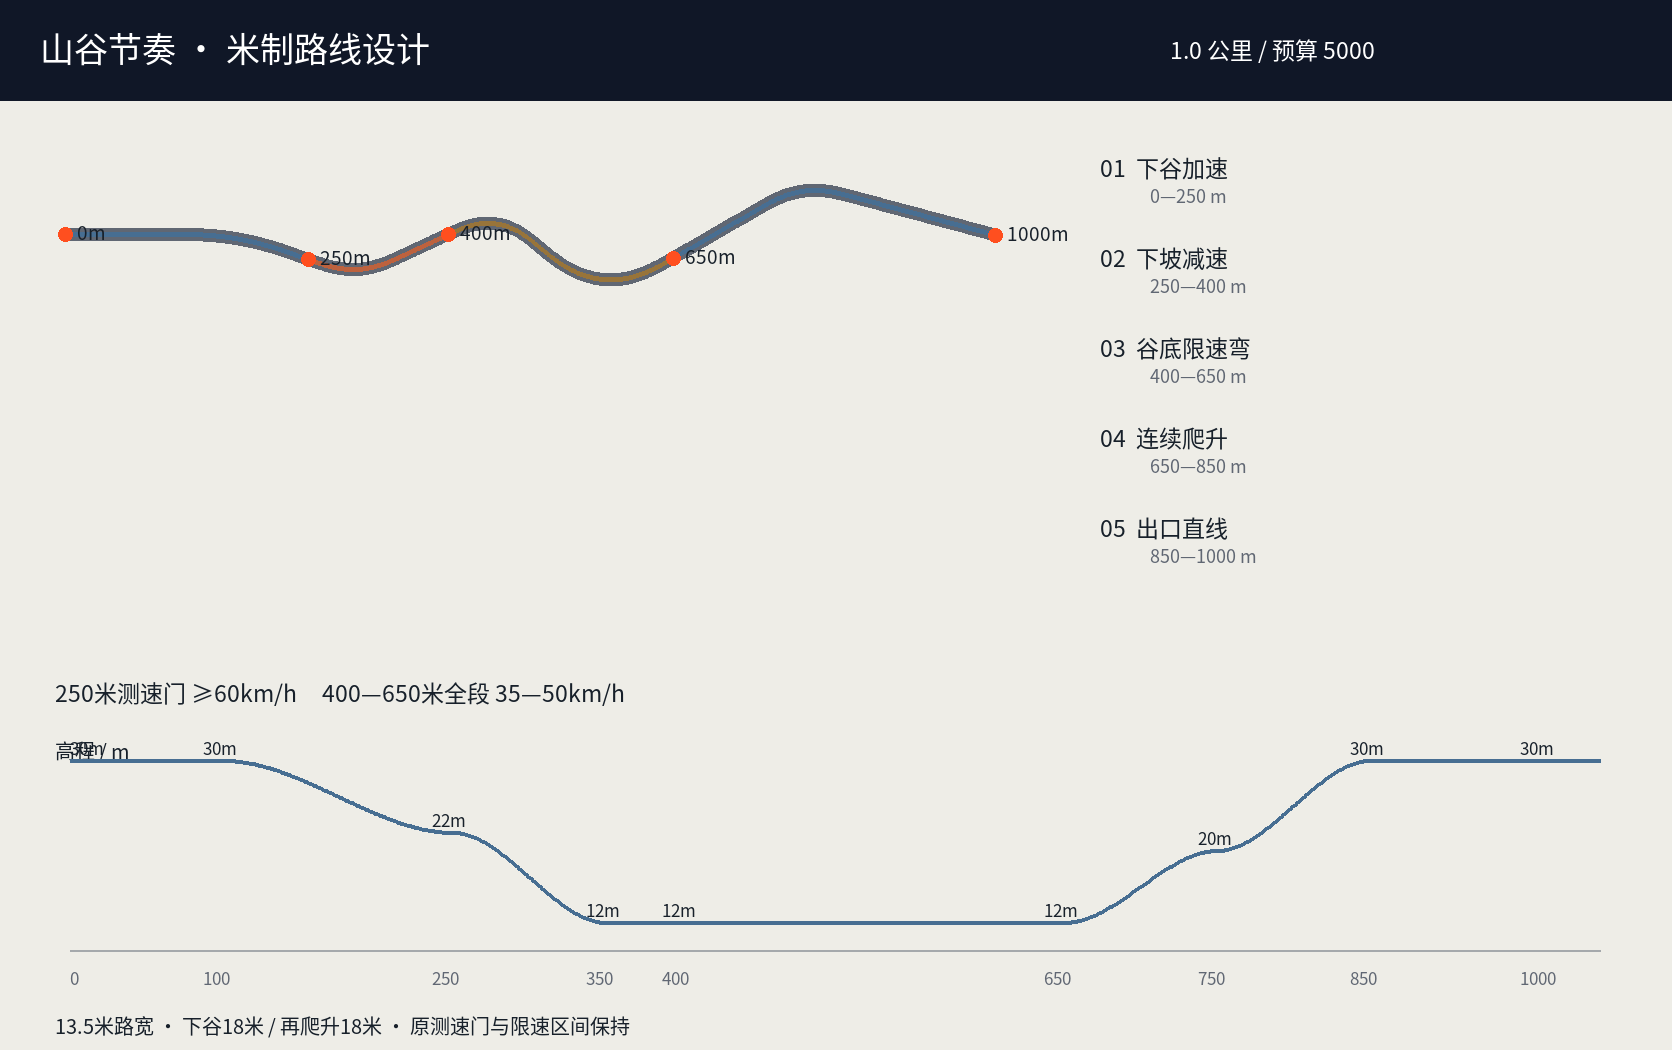 山谷节奏 · 米制路线设计
1.0 公里 / 预算 5000
0m
250m
400m
650m
1000m
01 下谷加速
0—250 m
02 下坡减速
250—400 m
03 谷底限速弯
400—650 m
04 连续爬升
650—850 m
05 出口直线
850—1000 m
250米测速门 ≥60km/h 400—650米全段 35—50km/h
高程 / m
30m
30m
22m
12m
12m
12m
20m
30m
30m
0 100 250 350 400 650 750 850 1000
13.5米路宽 · 下谷18米 / 再爬升18米 · 原测速门与限速区间保持